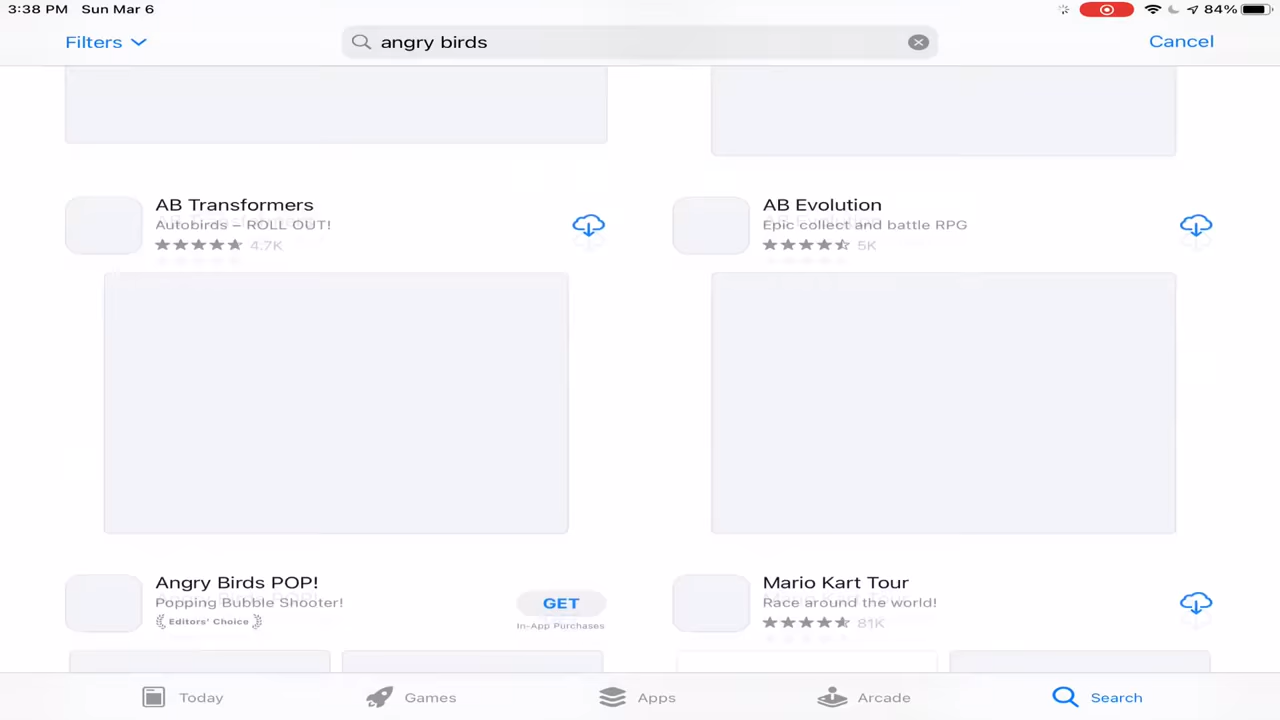 3:38 PM Sun Mar 6 84%
Filters angry birds Cancel
AB Transformers
Autobirds – ROLL OUT!
4.7K
AB Evolution
Epic collect and battle RPG
5K
Angry Birds POP!
Popping Bubble Shooter!
Editors' Choice
GET
In-App Purchases
Mario Kart Tour
Race around the world!
81K
Today Games Apps Arcade Search